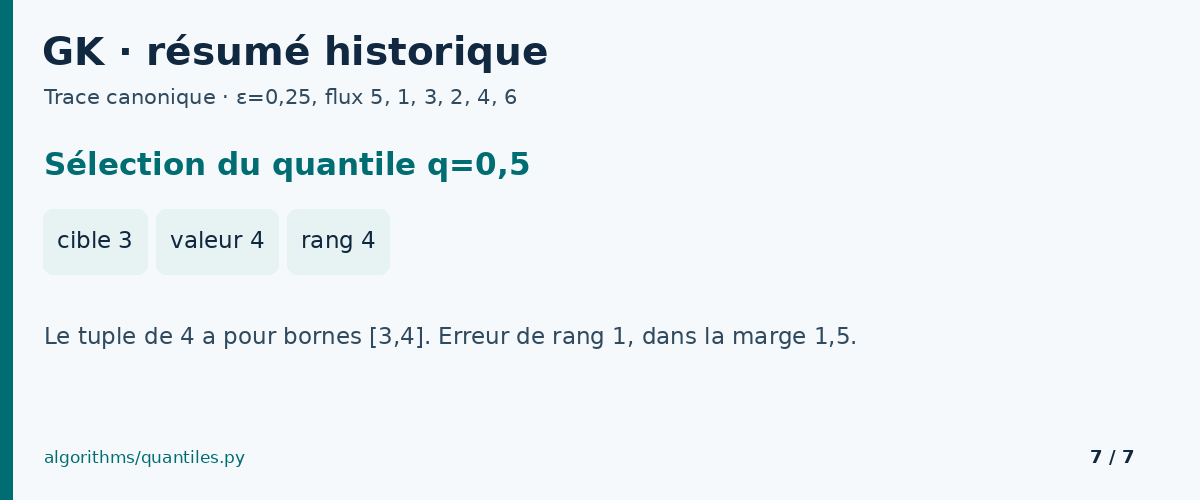 GK · résumé historique
Trace canonique · ε=0,25, flux 5, 1, 3, 2, 4, 6
Sélection du quantile q=0,5
cible 3 valeur 4 rang 4
Le tuple de 4 a pour bornes [3,4]. Erreur de rang 1, dans la marge 1,5.
algorithms/quantiles.py 7 / 7